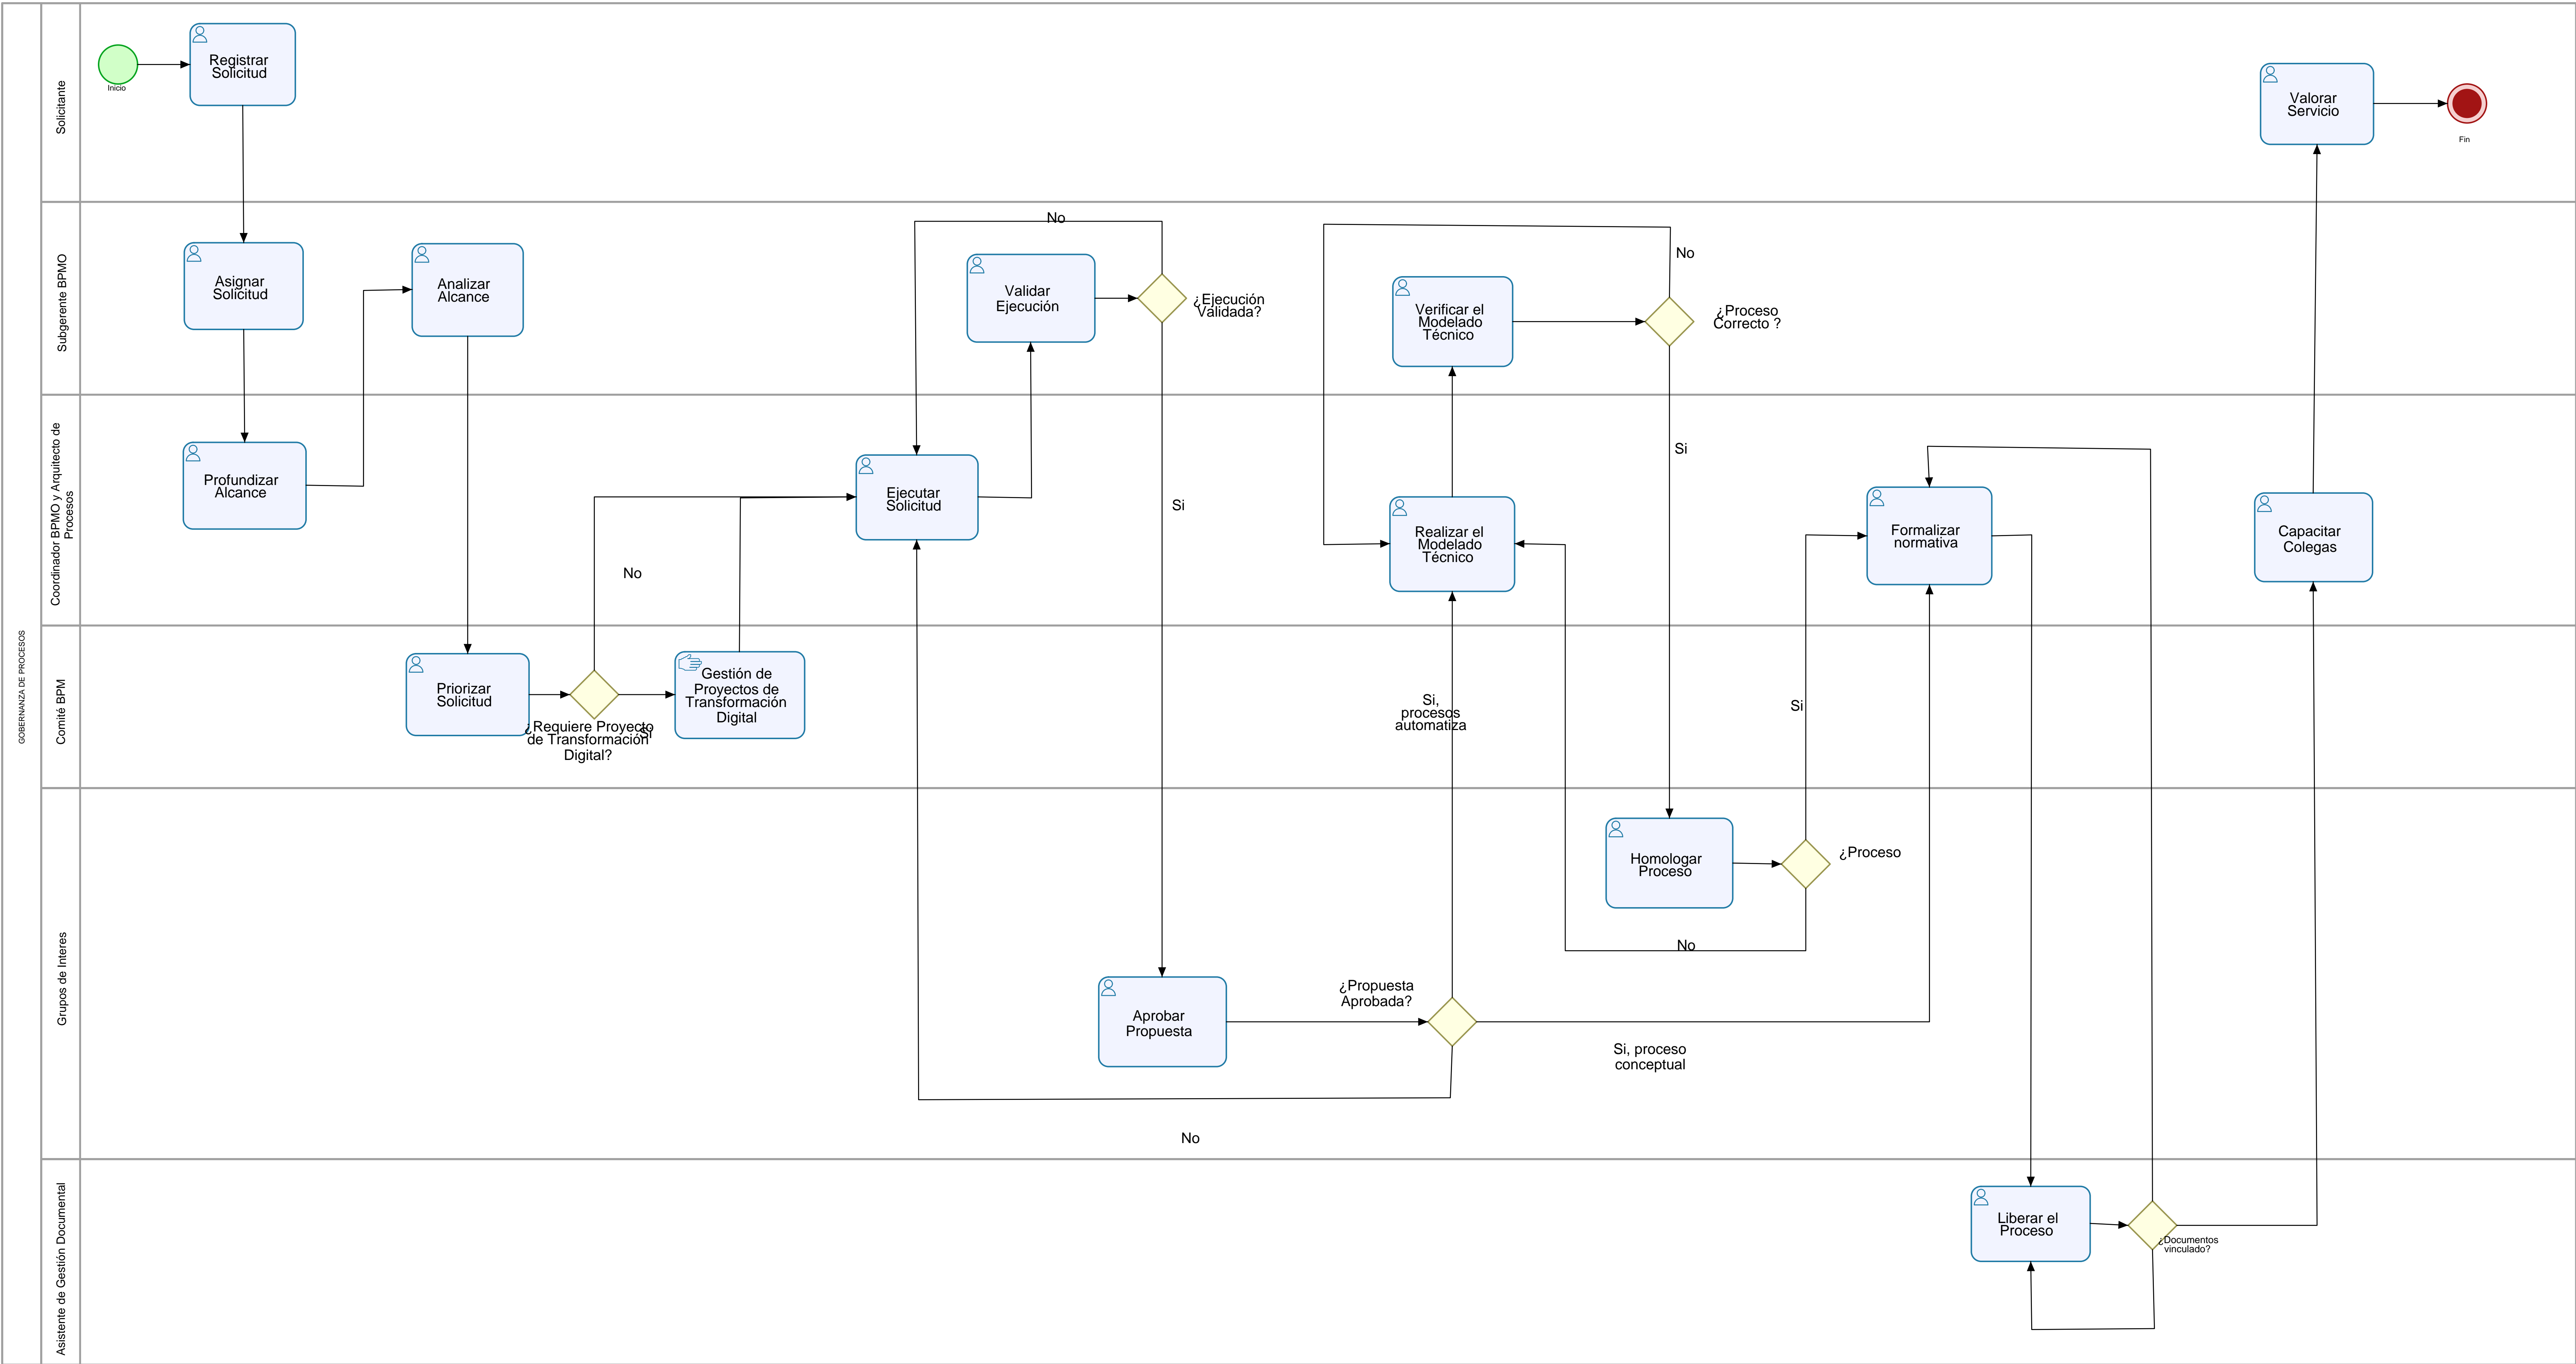 GOBERNANZA DE PROCESOS
Solicitante
Inicio
Registrar
Solicitud
Valorar
Servicio
Fin
Subgerente BPMO
Asignar
Solicitud
Analizar
Alcance
No
Validar
Ejecución
¿Ejecución
Validada?
Verificar el
Modelado
Técnico
No
¿Proceso
Correcto ?
Coordinador BPMO y Arquitecto de
Procesos
Profundizar
Alcance
No
Ejecutar
Solicitud
Si
Realizar el
Modelado
Técnico
Si
Formalizar
normativa
Capacitar
Colegas
Comité BPM
Priorizar
Solicitud
¿Requiere Proyecto
de Transformación
Digital?
Si
Gestión de
Proyectos de
Transformación
Digital
Si,
procesos
automatiza
Si
Grupos de Interes
Homologar
Proceso
¿Proceso
No
Aprobar
Propuesta
¿Propuesta
Aprobada?
Si, proceso
conceptual
No
Asistente de Gestión Documental
Liberar el
Proceso
¿Documentos
vinculado?